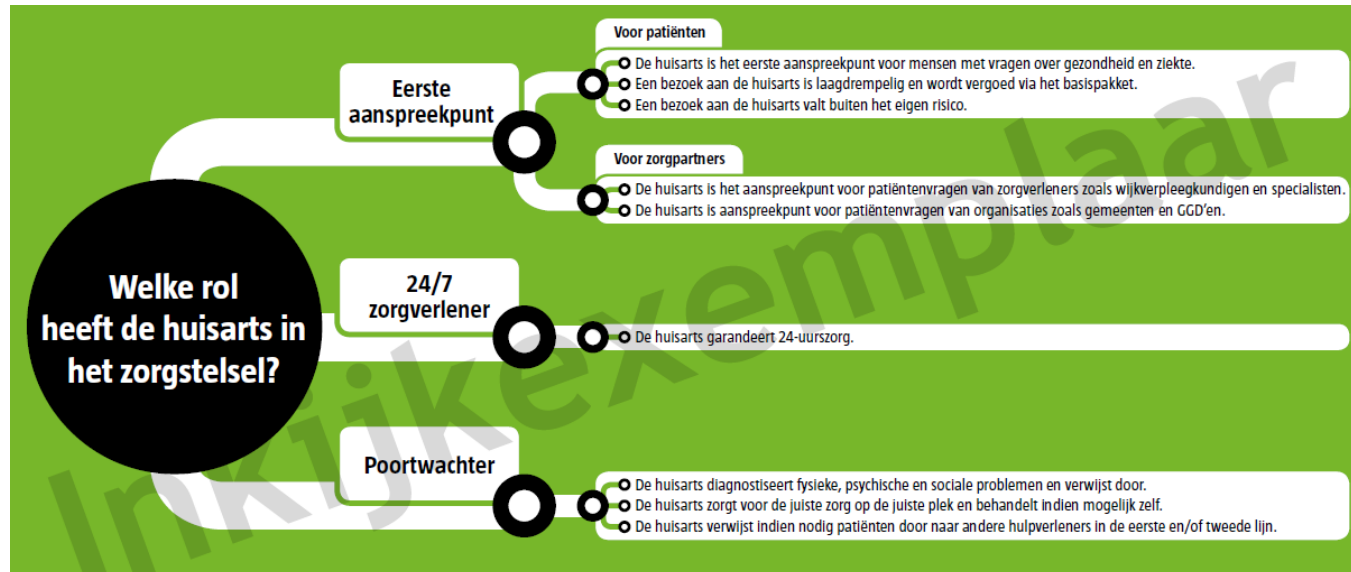 Welke rol
heeft de huisarts in
het zorgstelsel?
Eerste
aanspreekpunt
Voor patiënten
De huisarts is het eerste aanspreekpunt voor mensen met vragen over gezondheid en ziekte.
Een bezoek aan de huisarts is laagdrempelig en wordt vergoed via het basispakket.
Een bezoek aan de huisarts valt buiten het eigen risico.
Voor zorgpartners
De huisarts is het aanspreekpunt voor patiëntenvragen van zorgverleners zoals wijkverpleegkundigen en specialisten.
De huisarts is aanspreekpunt voor patiëntenvragen van organisaties zoals gemeenten en GGD'en.
24/7
zorgverlener
De huisarts garandeert 24-uurszorg.
Poortwachter
De huisarts diagnostiseert fysieke, psychische en sociale problemen en verwijst door.
De huisarts zorgt voor de juiste zorg op de juiste plek en behandelt indien mogelijk zelf.
De huisarts verwijst indien nodig patiënten door naar andere hulpverleners in de eerste en/of tweede lijn.
Inkijkexemplaar